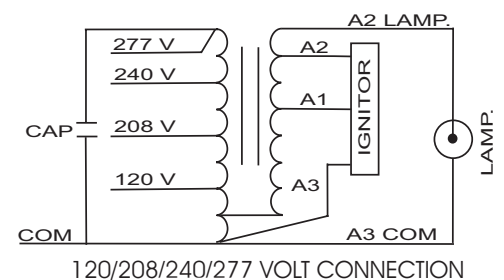 A2 LAMP.
277 V
A2
240 V
A1
IGNITOR
CAP
208 V
LAMP.
120 V
A3
COM
A3 COM
120/208/240/277 VOLT CONNECTION